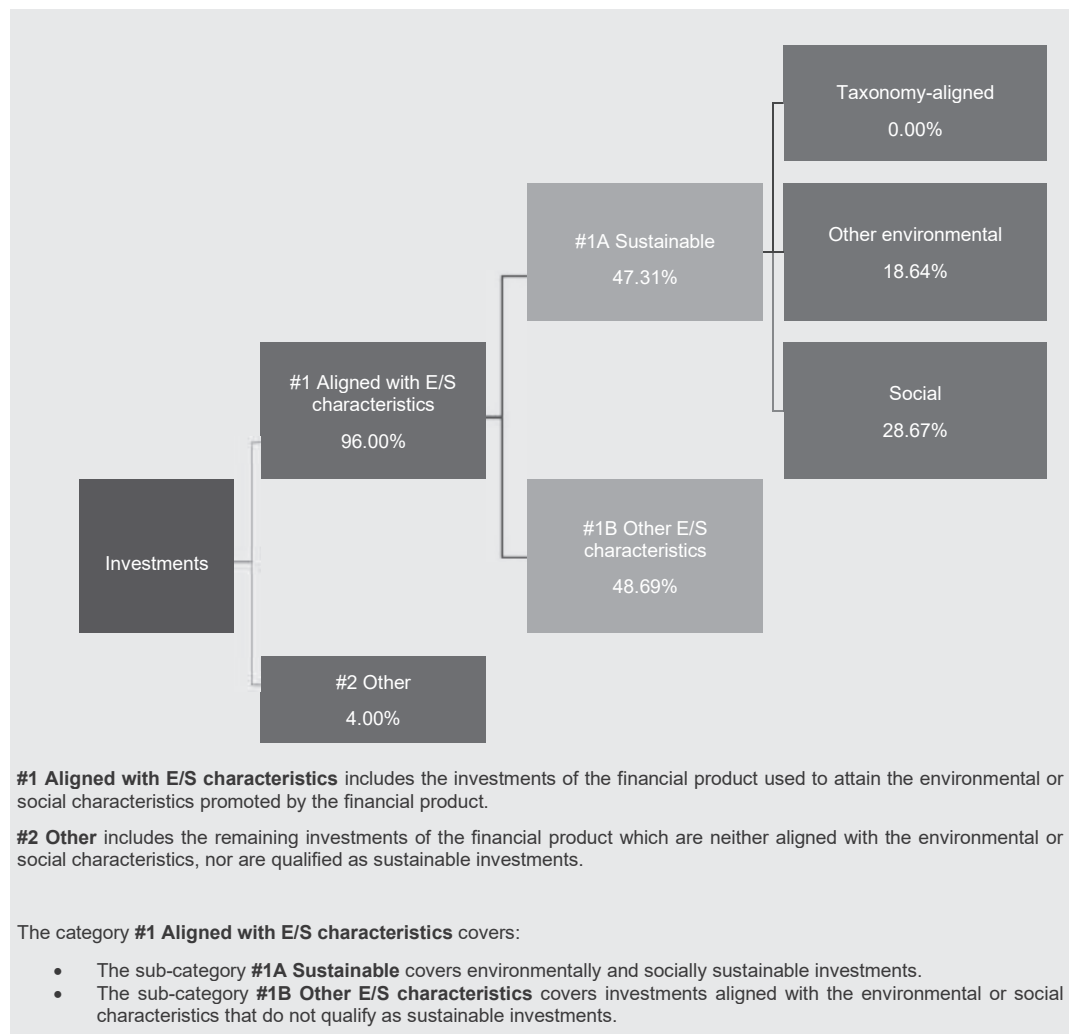 Taxonomy-aligned
0.00%
#1A Sustainable
47.31%
Other environmental
18.64%
#1 Aligned with E/S
characteristics
96.00%
Social
28.67%
Investments
#1B Other E/S
characteristics
48.69%
#2 Other
4.00%
#1 Aligned with E/S characteristics includes the investments of the financial product used to attain the environmental or
social characteristics promoted by the financial product.
#2 Other includes the remaining investments of the financial product which are neither aligned with the environmental or
social characteristics, nor are qualified as sustainable investments.
The category #1 Aligned with E/S characteristics covers:
• The sub-category #1A Sustainable covers environmentally and socially sustainable investments.
• The sub-category #1B Other E/S characteristics covers investments aligned with the environmental or social
characteristics that do not qualify as sustainable investments.